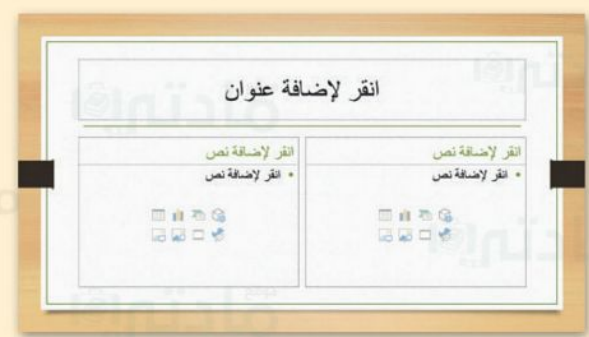 انقر لإضافة عنوان
انقر لإضافة نص
• انقر لإضافة نص
انقر لإضافة نص
• انقر لإضافة نص